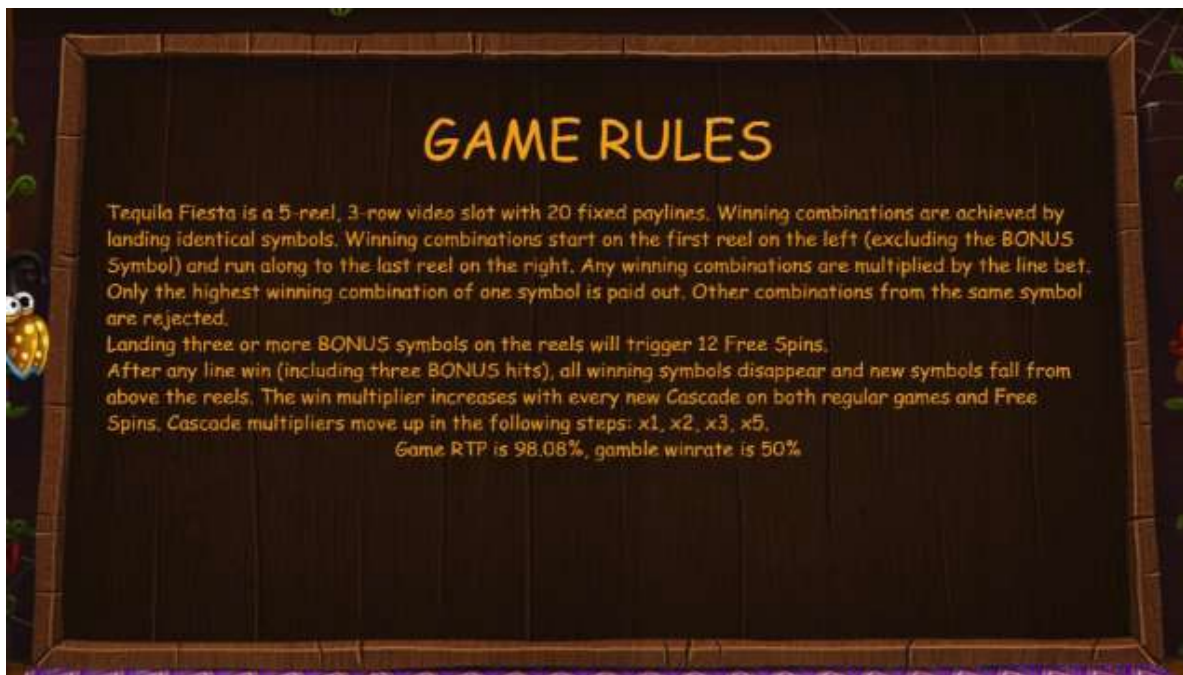 GAME RULES
Tequila Fiesta is a 5-reel, 3-row video slot with 20 fixed paylines. Winning combinations are achieved by
landing identical symbols. Winning combinations start on the first reel on the left (excluding the BONUS
Symbol) and run along to the last reel on the right. Any winning combinations are multiplied by the line bet.
Only the highest winning combination of one symbol is paid out. Other combinations from the same symbol
are rejected.
Landing three or more BONUS symbols on the reels will trigger 12 Free Spins.
After any line win (including three BONUS hits), all winning symbols disappear and new symbols fall from
above the reels. The win multiplier increases with every new Cascade on both regular games and Free
Spins. Cascade multipliers move up in the following steps: x1, x2, x3, x5.
Game RTP is 98.08%, gamble winrate is 50%